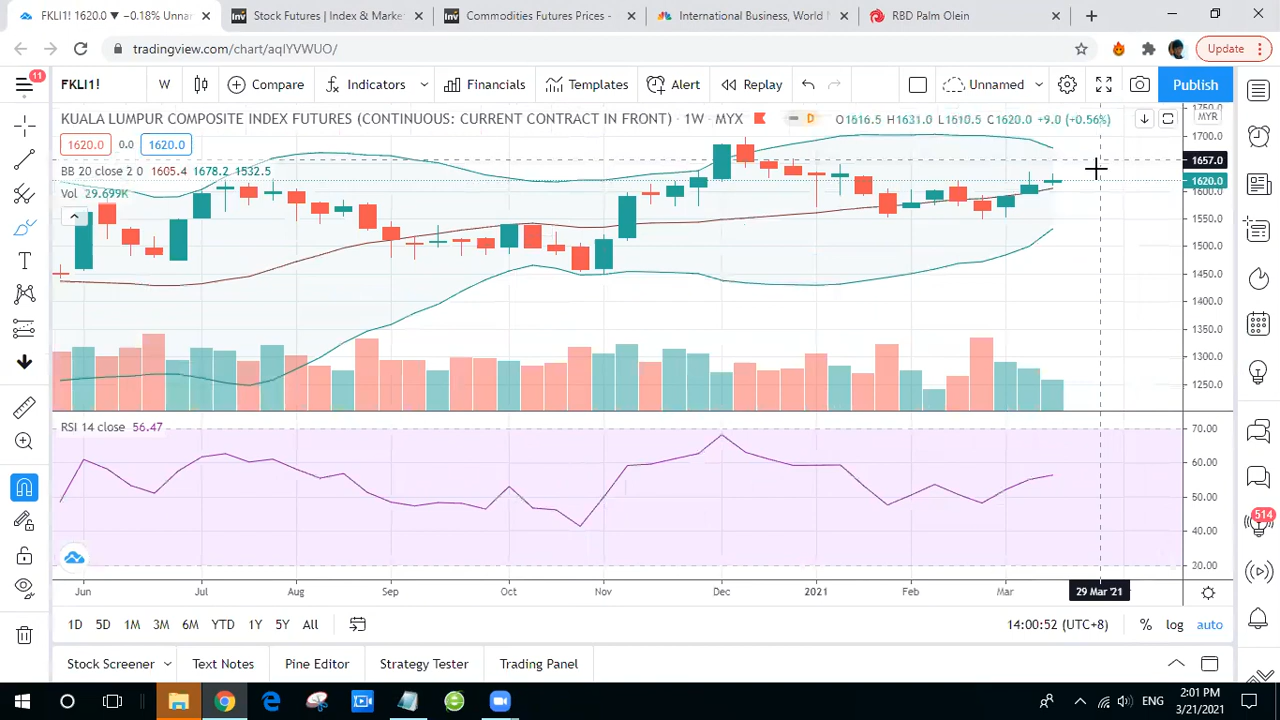 FKLI1! 1620.0 ▼ −0.18% Unnar
Stock Futures | Index & Marke
Commodities Futures Prices -
International Business, World N
RBD Palm Olein
tradingview.com/chart/aqIYVWUO/
Update
11
FKLI1!
W
Compare
Indicators
Financials
Templates
Alert
Replay
Unnamed
Publish
KUALA LUMPUR COMPOSITE INDEX FUTURES (CONTINUOUS: CURRENT CONTRACT IN FRONT) · 1W · MYX
D
O1616.5 H1631.0 L1610.5 C1620.0 +9.0 (+0.56%)
1620.0 0.0 1620.0
BB 20 close 2 0 1605.4 1678.2 1532.5
Vol 29.699K
1750.0
MYR
1700.0
1657.0
1620.0
1600.0
1550.0
1500.0
1450.0
1400.0
1350.0
1300.0
1250.0
RSI 14 close 56.47
70.00
60.00
50.00
40.00
30.00
Jun Jul Aug Sep Oct Nov Dec 2021 Feb Mar 29 Mar '21
1D 5D 1M 3M 6M YTD 1Y 5Y All
14:00:52 (UTC+8) % log auto
Stock Screener Text Notes Pine Editor Strategy Tester Trading Panel
514
ENG
2:01 PM
3/21/2021